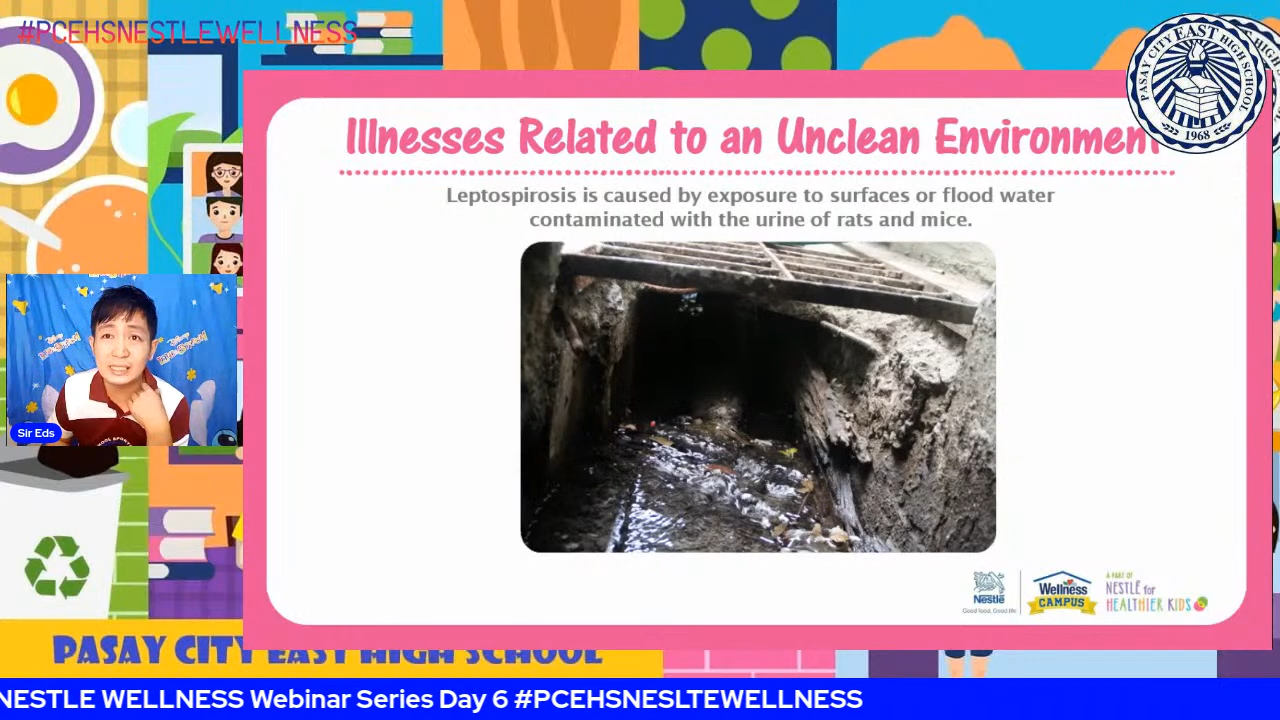 #PCEHSNESTLEWELLNESS
PASAY CITY EAST HIGH SCHOOL
1968
Illnesses Related to an Unclean Environment
Leptospirosis is caused by exposure to surfaces or flood water
contaminated with the urine of rats and mice.
Sir Eds
Nestlé
Good food, Good life
Wellness
CAMPUS
A PART OF
NESTLÉ for
HEALTHIER KIDS
PASAY CITY EAST HIGH SCHOOL
NESTLE WELLNESS Webinar Series Day 6 #PCEHSNESLTEWELLNESS